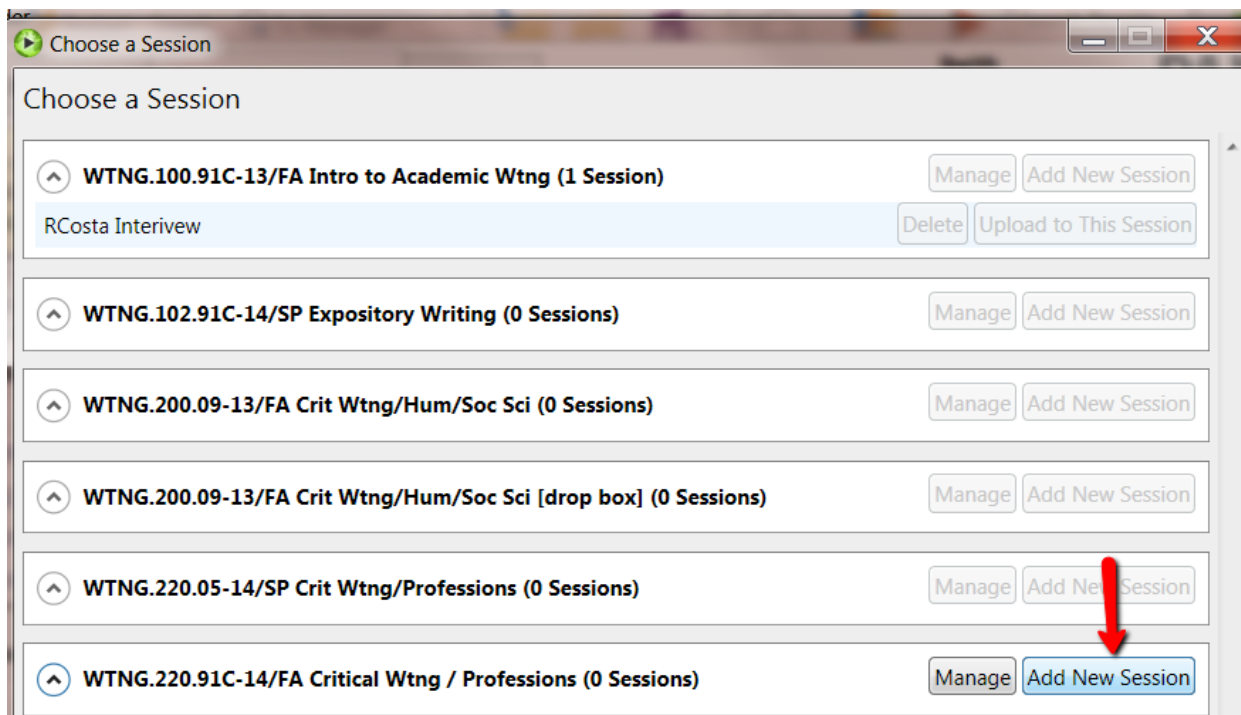 Choose a Session
Choose a Session
WTNG.100.91C-13/FA Intro to Academic Wtng (1 Session) Manage Add New Session
RCosta Interivew Delete Upload to This Session
WTNG.102.91C-14/SP Expository Writing (0 Sessions) Manage Add New Session
WTNG.200.09-13/FA Crit Wtng/Hum/Soc Sci (0 Sessions) Manage Add New Session
WTNG.200.09-13/FA Crit Wtng/Hum/Soc Sci [drop box] (0 Sessions) Manage Add New Session
WTNG.220.05-14/SP Crit Wtng/Professions (0 Sessions) Manage Add New Session
WTNG.220.91C-14/FA Critical Wtng / Professions (0 Sessions) Manage Add New Session